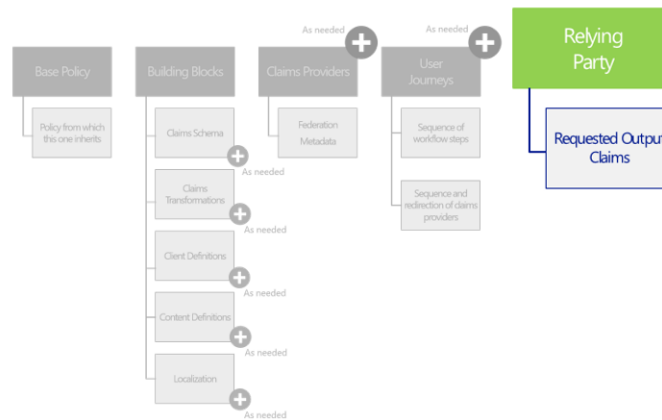 As needed
As needed
Base Policy
Building Blocks
Claims Providers
User
Journeys
Relying
Party
Policy from which
this one inherits
Claims Schema
As needed
Claims
Transformations
As needed
Client Definitions
As needed
Content Definitions
As needed
Localization
As needed
Federation
Metadata
Sequence of
workflow steps
Sequence and
redirection of claims
providers
Requested Output
Claims